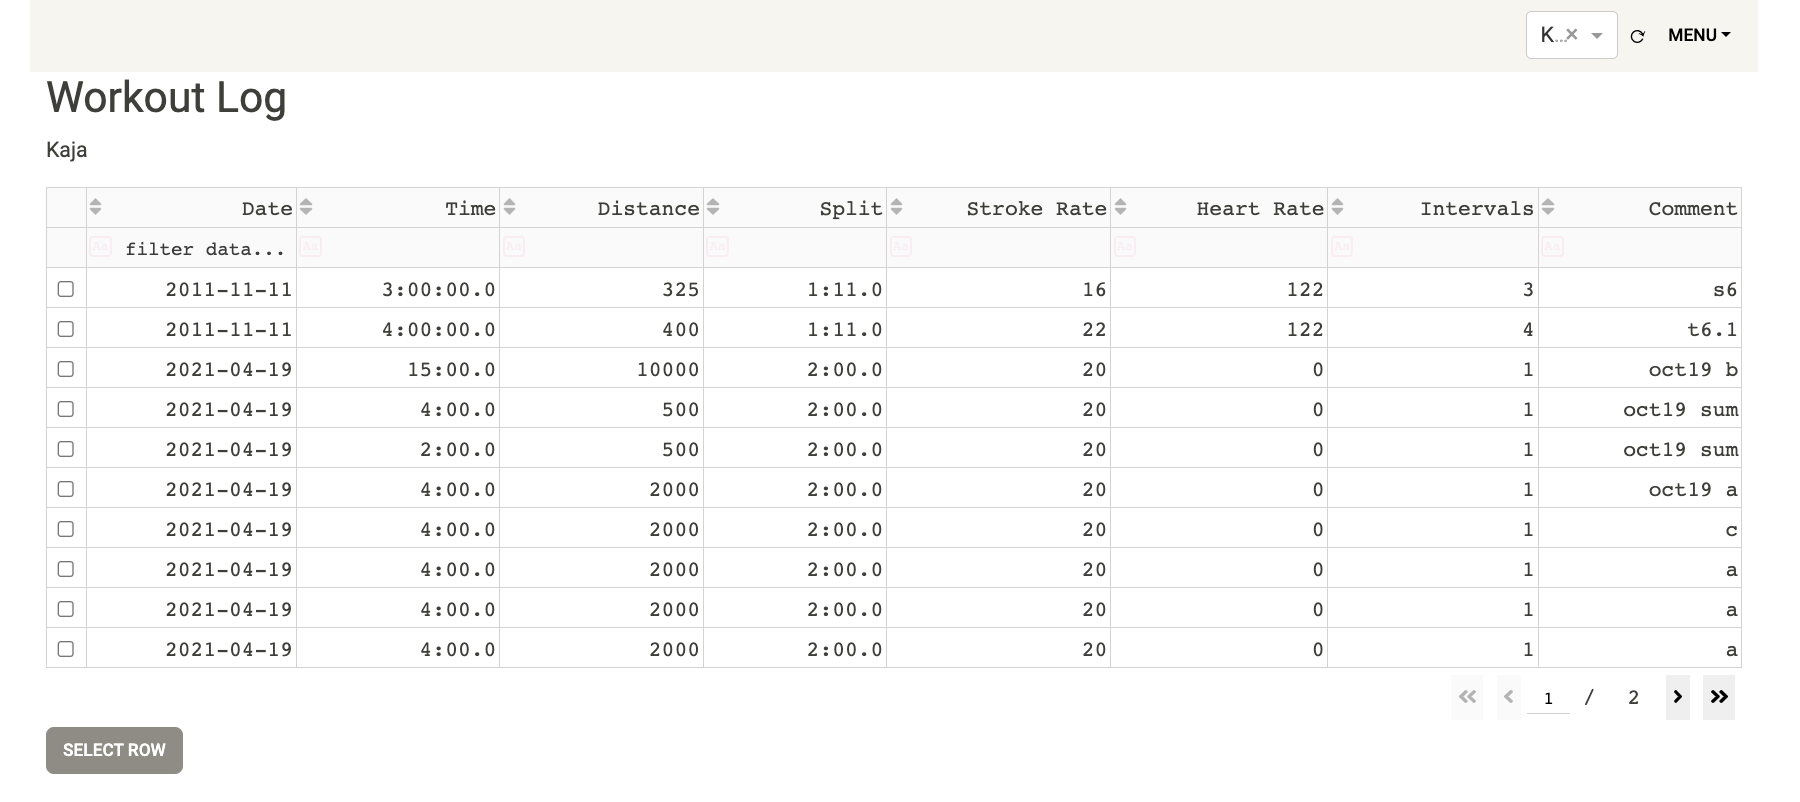 K...× MENU
Workout Log
Kaja
Date Time Distance Split Stroke Rate Heart Rate Intervals Comment
Aa filter data... Aa Aa Aa Aa Aa Aa Aa
2011-11-11 3:00:00.0 325 1:11.0 16 122 3 s6
2011-11-11 4:00:00.0 400 1:11.0 22 122 4 t6.1
2021-04-19 15:00.0 10000 2:00.0 20 0 1 oct19 b
2021-04-19 4:00.0 500 2:00.0 20 0 1 oct19 sum
2021-04-19 2:00.0 500 2:00.0 20 0 1 oct19 sum
2021-04-19 4:00.0 2000 2:00.0 20 0 1 oct19 a
2021-04-19 4:00.0 2000 2:00.0 20 0 1 c
2021-04-19 4:00.0 2000 2:00.0 20 0 1 a
2021-04-19 4:00.0 2000 2:00.0 20 0 1 a
2021-04-19 4:00.0 2000 2:00.0 20 0 1 a
« < 1 / 2 > »
SELECT ROW